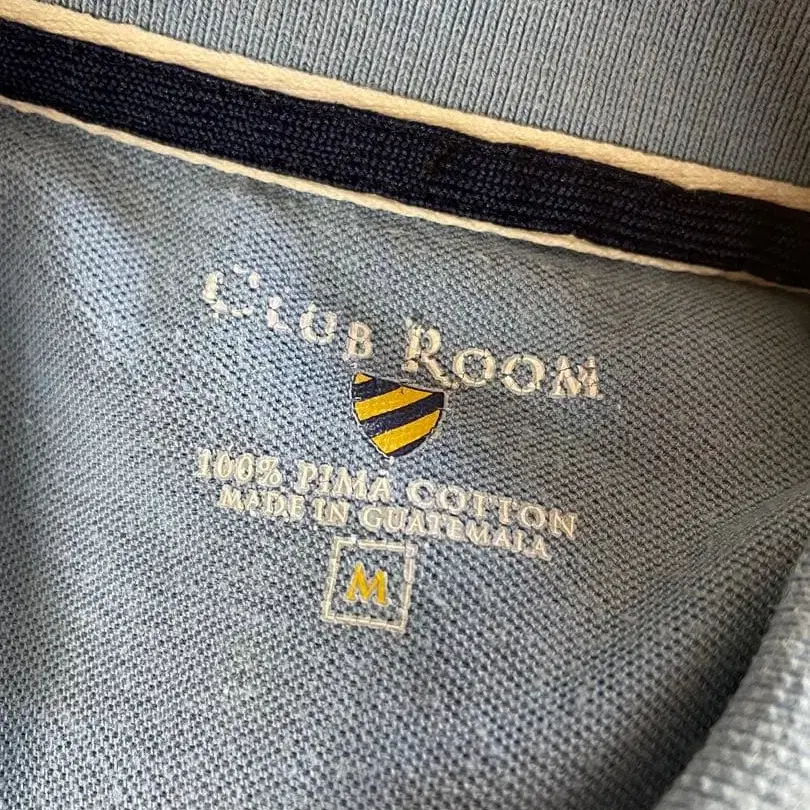 CLUB ROOM
100% PIMA COTTON
MADE IN GUATEMALA
M